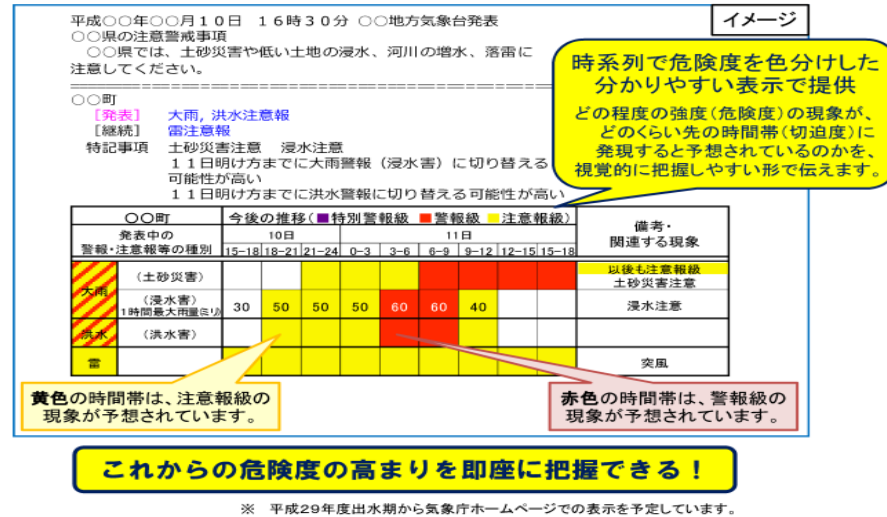 イメージ
平成○○年○○月１０日　１６時３０分　○○地方気象台発表
○○県の注意警戒事項
　○○県では、土砂災害や低い土地の浸水、河川の増水、落雷に
注意してください。
○○町
［発表］　大雨，洪水注意報
［継続］　雷注意報
特記事項　土砂災害注意　浸水注意
１１日明け方までに大雨警報（浸水害）に切り替える
可能性が高い
１１日明け方までに洪水警報に切り替える可能性が高い
時系列で危険度を色分けした
分かりやすい表示で提供
どの程度の強度（危険度）の現象が、
どのくらい先の時間帯（切迫度）に
発現すると予想されているのかを、
視覚的に把握しやすい形で伝えます。
○○町　今後の推移（■特別警報級　■警報級　■注意報級）　備考・
関連する現象
発表中の
警報・注意報等の種別
10日　11日
15-18　18-21　21-24　0-3　3-6　6-9　9-12　12-15　15-18
大雨　（土砂災害）　以後も注意報級
土砂災害注意
（浸水害）
1時間最大雨量(ミリ)　30　50　50　50　60　60　40　浸水注意
洪水　（洪水害）
雷　突風
黄色の時間帯は、注意報級の
現象が予想されています。
赤色の時間帯は、警報級の
現象が予想されています。
これからの危険度の高まりを即座に把握できる！
※　平成29年度出水期から気象庁ホームページでの表示を予定しています。